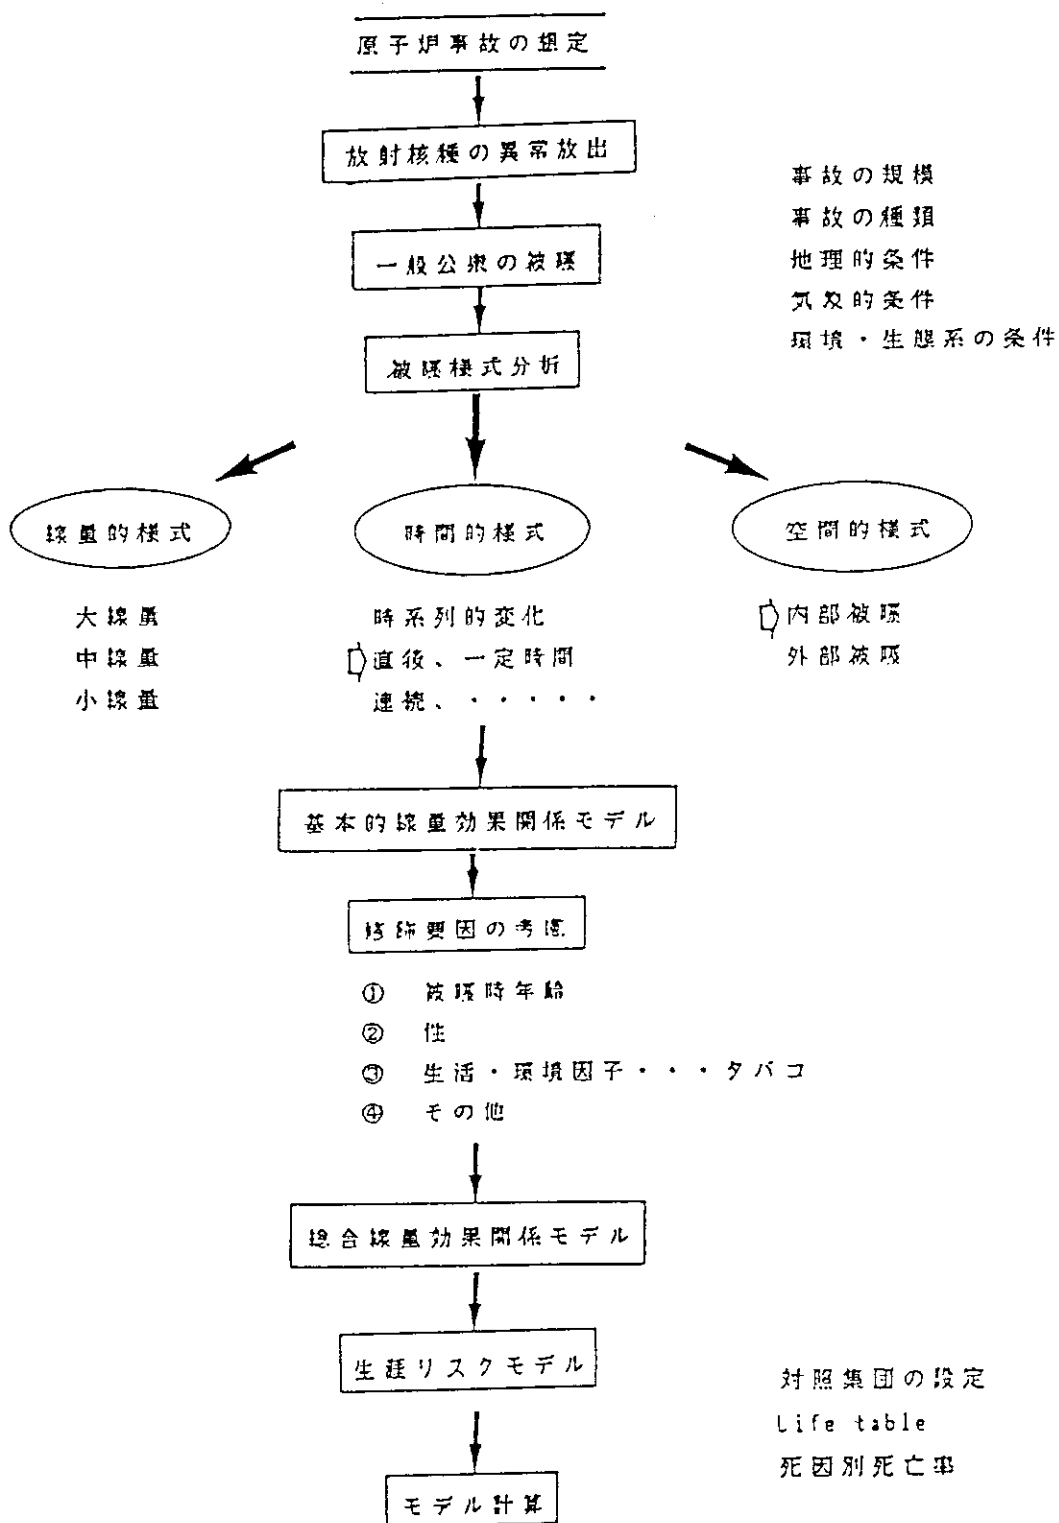 原子炉事故の想定
放射核種の異常放出
一般公衆の被曝
被曝様式分析
事故の規模
事故の種類
地理的条件
気象的条件
環境・生態系の条件
線量的様式
大線量
中線量
小線量
時間的様式
時系列的変化
直後、一定時間
連続、・・・・・
空間的様式
内部被曝
外部被曝
基本的線量効果関係モデル
修飾要因の考慮
① 被曝時年齢
② 性
③ 生活・環境因子・・・タバコ
④ その他
総合線量効果関係モデル
生涯リスクモデル
モデル計算
対照集団の設定
Life table
死因別死亡率